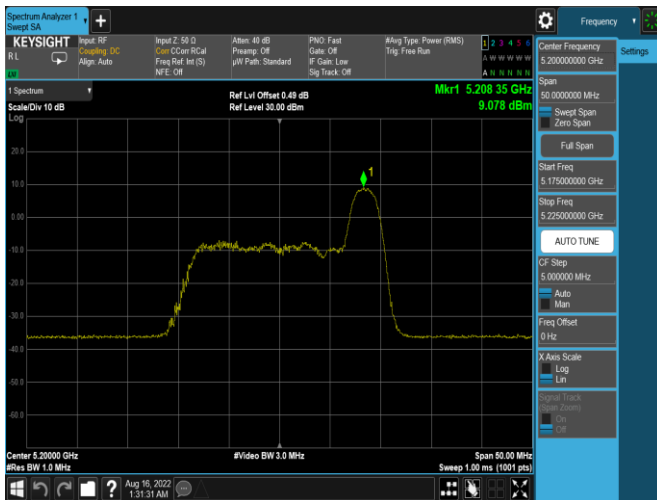 Spectrum Analyzer 1
Swept SA
Frequency
KEYSIGHT
R L
Input: RF
Coupling: DC
Align: Auto
Input Z: 50 Ω
Corr CCorr RCal
Freq Ref: Int (S)
NFE: Off
Atten: 40 dB
Preamp: Off
µW Path: Standard
PNO: Fast
Gate: Off
IF Gain: Low
Sig Track: Off
#Avg Type: Power (RMS)
Trig: Free Run
1 2 3 4 5 6
A W W W W W
A N N N N N
Center Frequency
5.200000000 GHz
Settings
Span
50.0000000 MHz
Swept Span
Zero Span
Full Span
Start Freq
5.175000000 GHz
Stop Freq
5.225000000 GHz
AUTO TUNE
CF Step
5.000000 MHz
Auto
Man
Freq Offset
0 Hz
X Axis Scale
Log
Lin
Signal Track
(Span Zoom)
On
Off
1 Spectrum
Scale/Div 10 dB
Log
Ref Lvl Offset 0.49 dB
Ref Level 30.00 dBm
Mkr1 5.208 35 GHz
9.078 dBm
1
20.0
10.0
0.00
-10.0
-20.0
-30.0
-40.0
-50.0
-60.0
Center 5.20000 GHz
#Res BW 1.0 MHz
#Video BW 3.0 MHz
Span 50.00 MHz
Sweep 1.00 ms (1001 pts)
?
Aug 16, 2022
1:31:31 AM